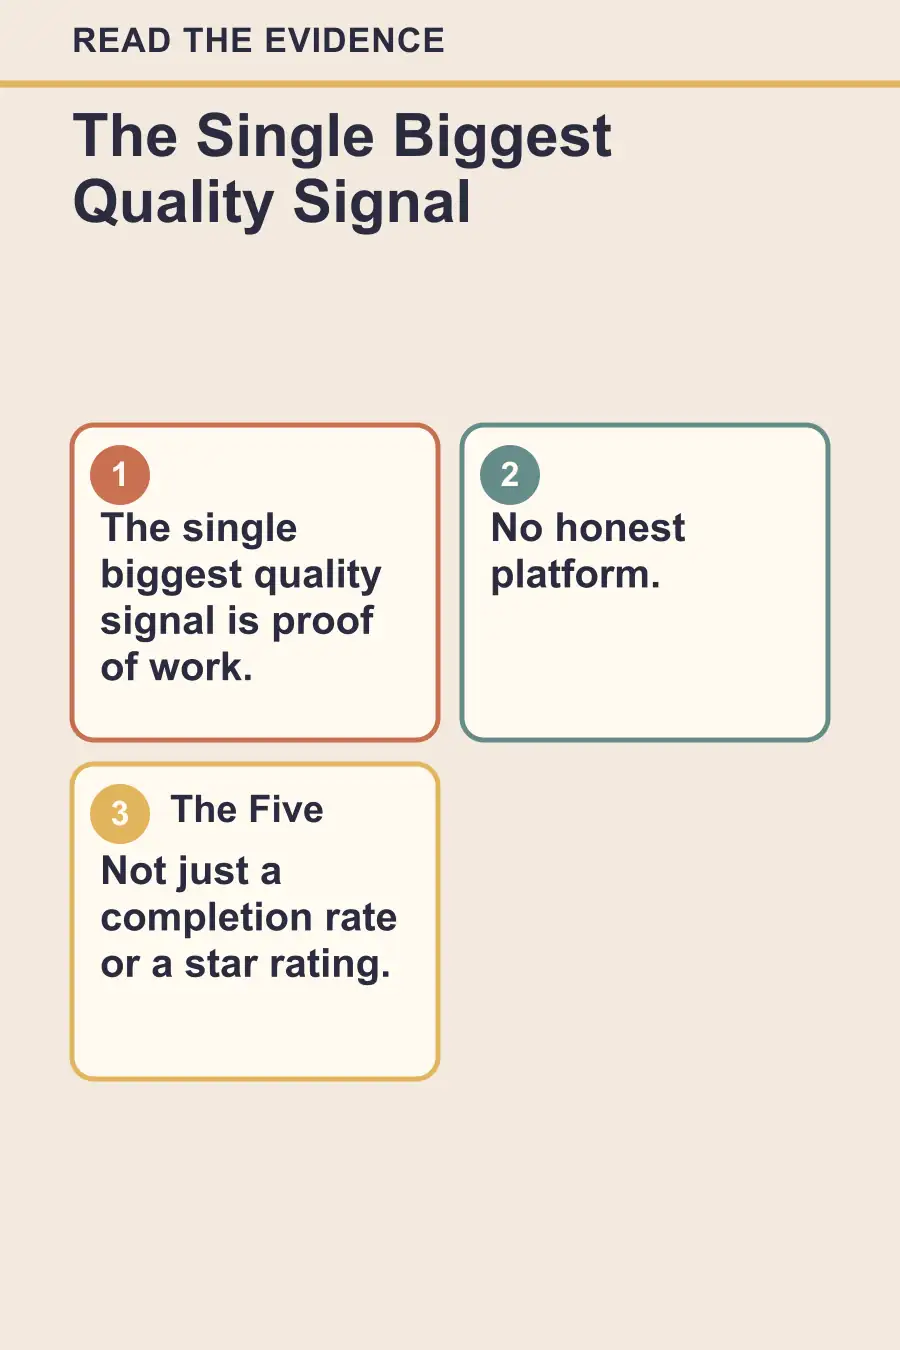 READ THE EVIDENCE
The Single Biggest
Quality Signal
1
The single
biggest quality
signal is proof
of work.
2
No honest
platform.
3 The Five
Not just a
completion rate
or a star rating.